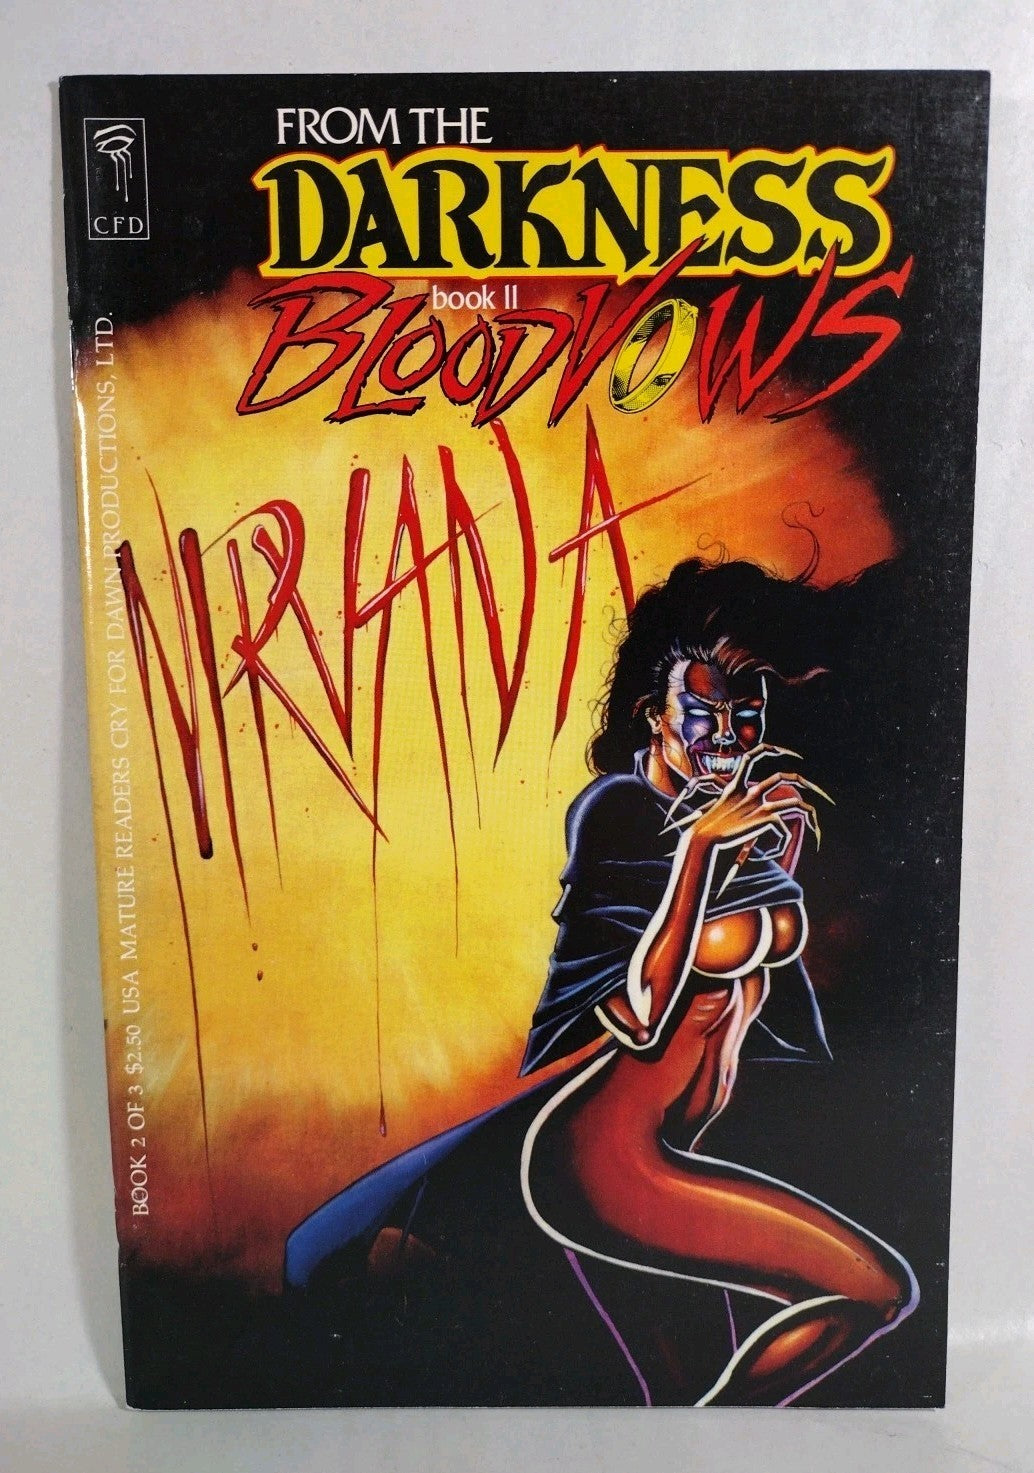 CFD
FROM THE
DARKNESS
book II
BLOODVOWS
NIRVANA
BOOK 2 OF 3 $2.50 USA MATURE READERS CRY FOR DAWN PRODUCTIONS, LTD.